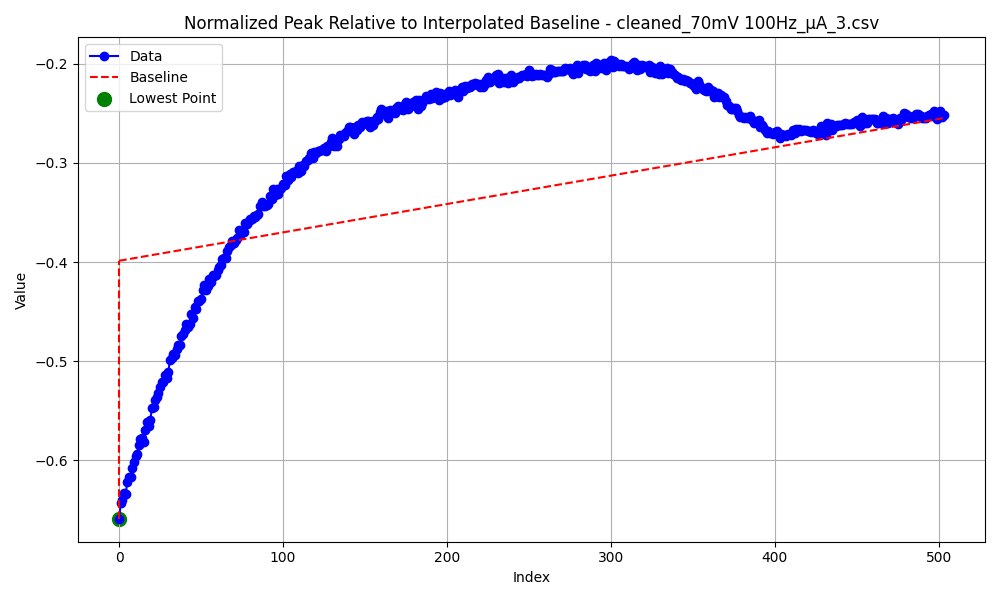 Normalized Peak Relative to Interpolated Baseline - cleaned_70mV 100Hz_µA_3.csv
Data
Baseline
Lowest Point
Value
−0.2
−0.3
−0.4
−0.5
−0.6
0 100 200 300 400 500
Index